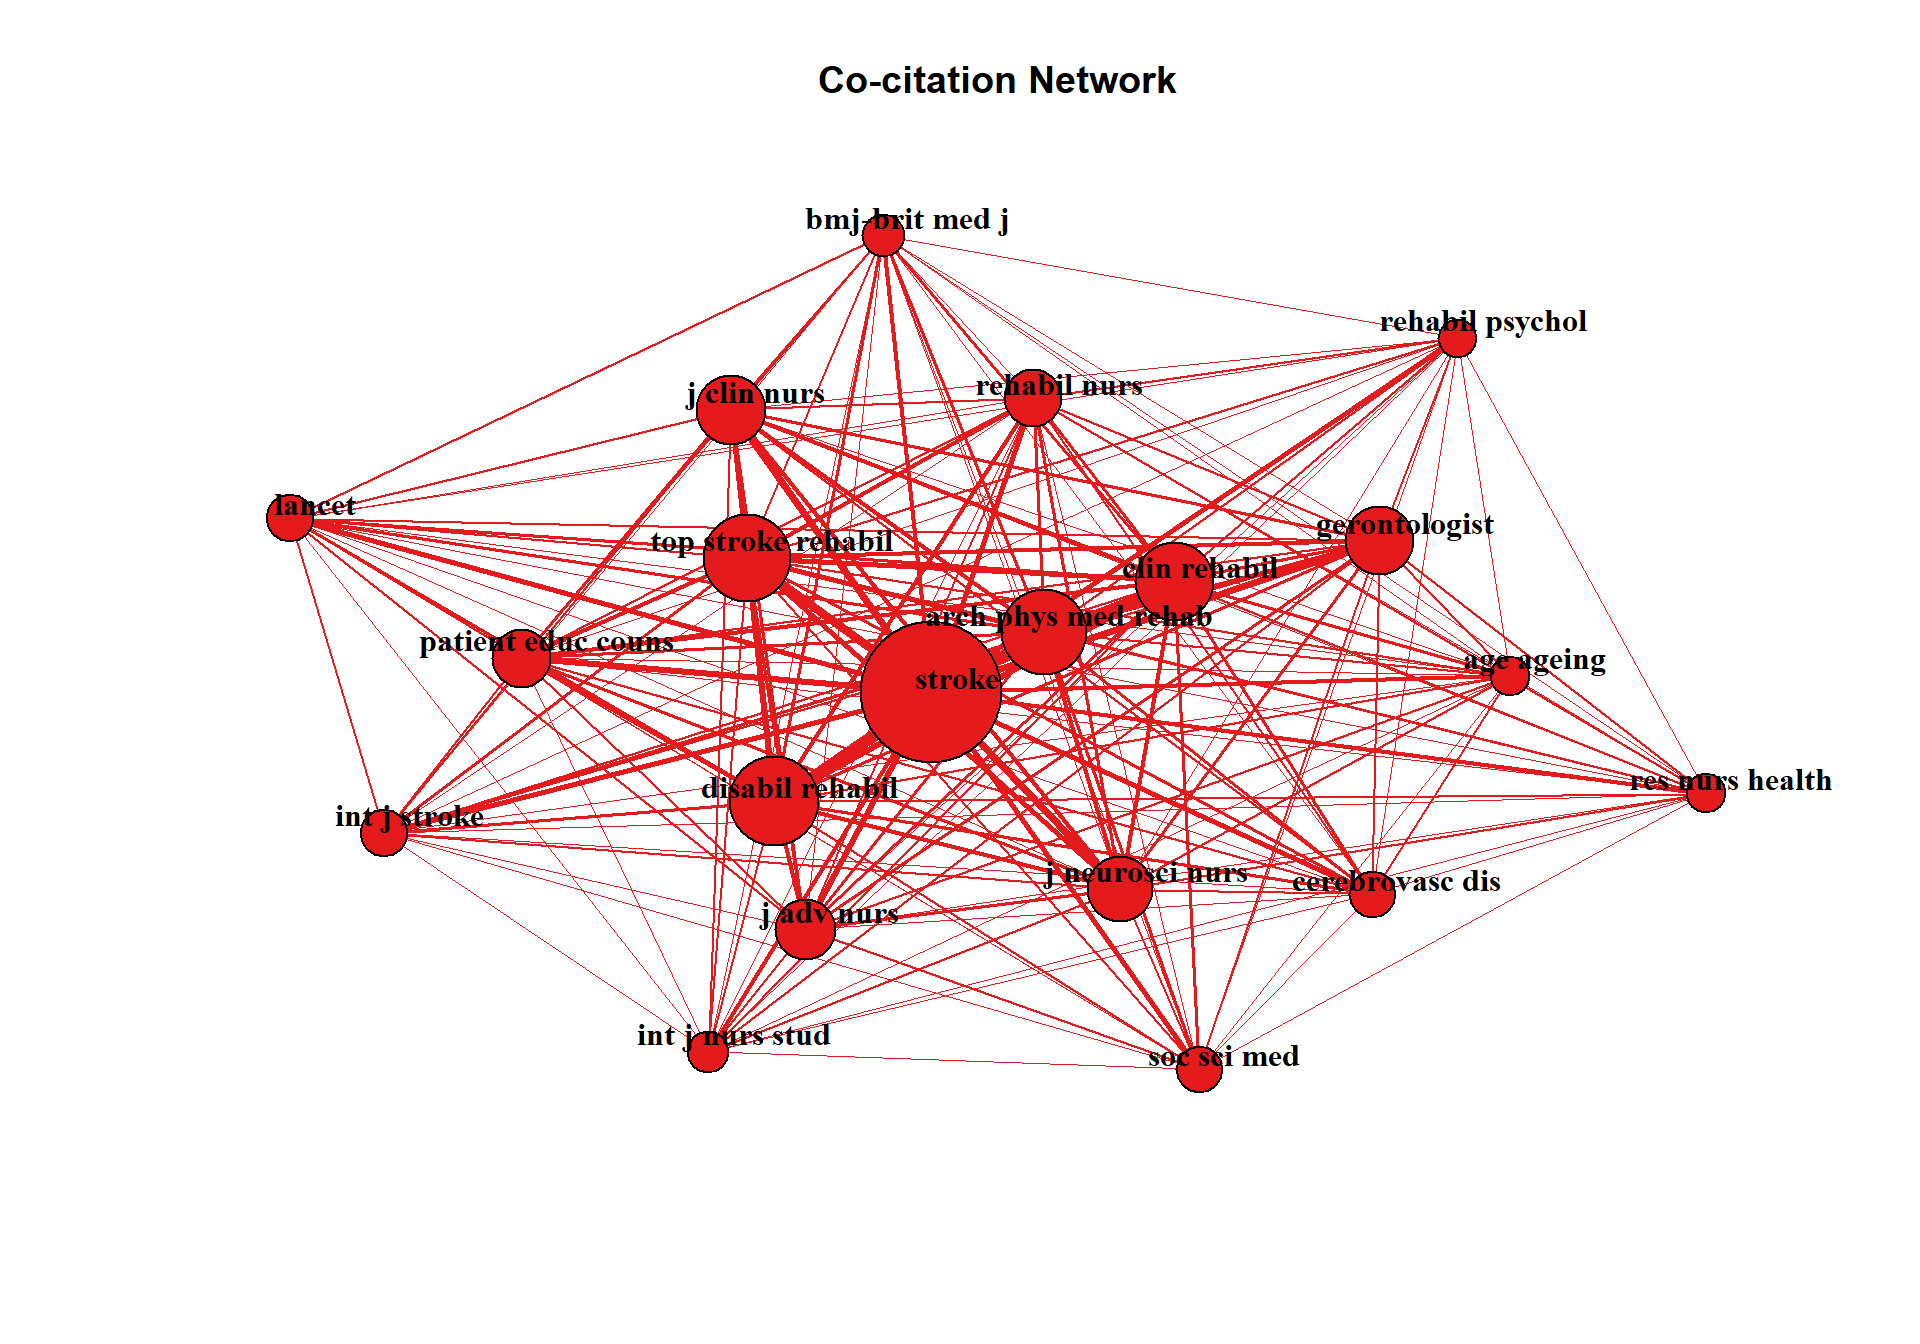 Co-citation Network
bmj-brit med j
rehabil psychol
rehabil nurs
j clin nurs
lancet
gerontologist
top stroke rehabil
clin rehabil
arch phys med rehab
patient educ couns
age ageing
stroke
res nurs health
disabil rehabil
int j stroke
j neurosci nurs
cerebrovasc dis
j adv nurs
int j nurs stud
soc sci med